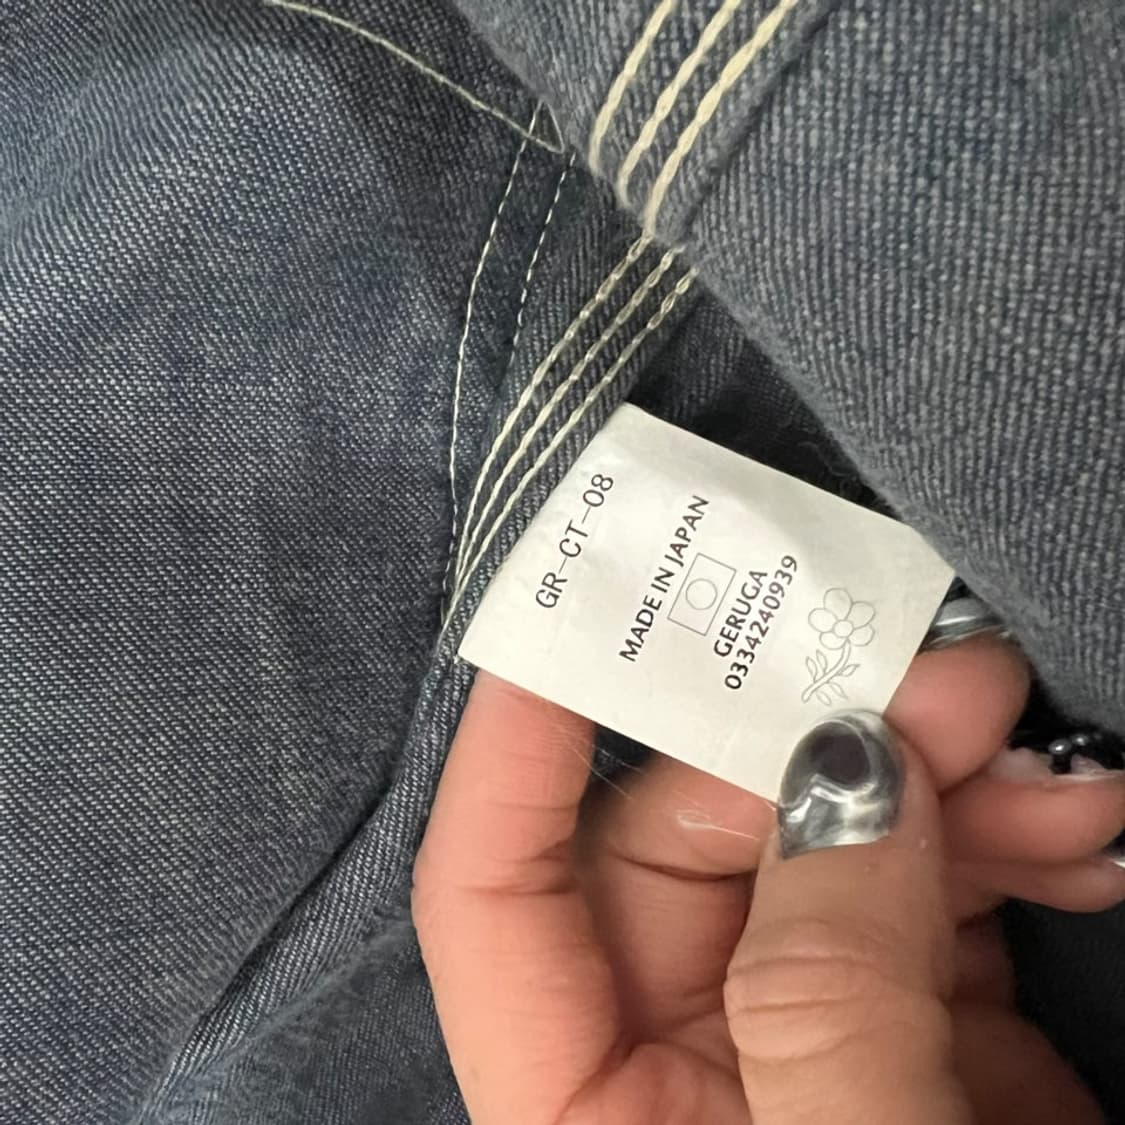 GR-CT-08
MADE IN JAPAN
GERUGA
0334240939